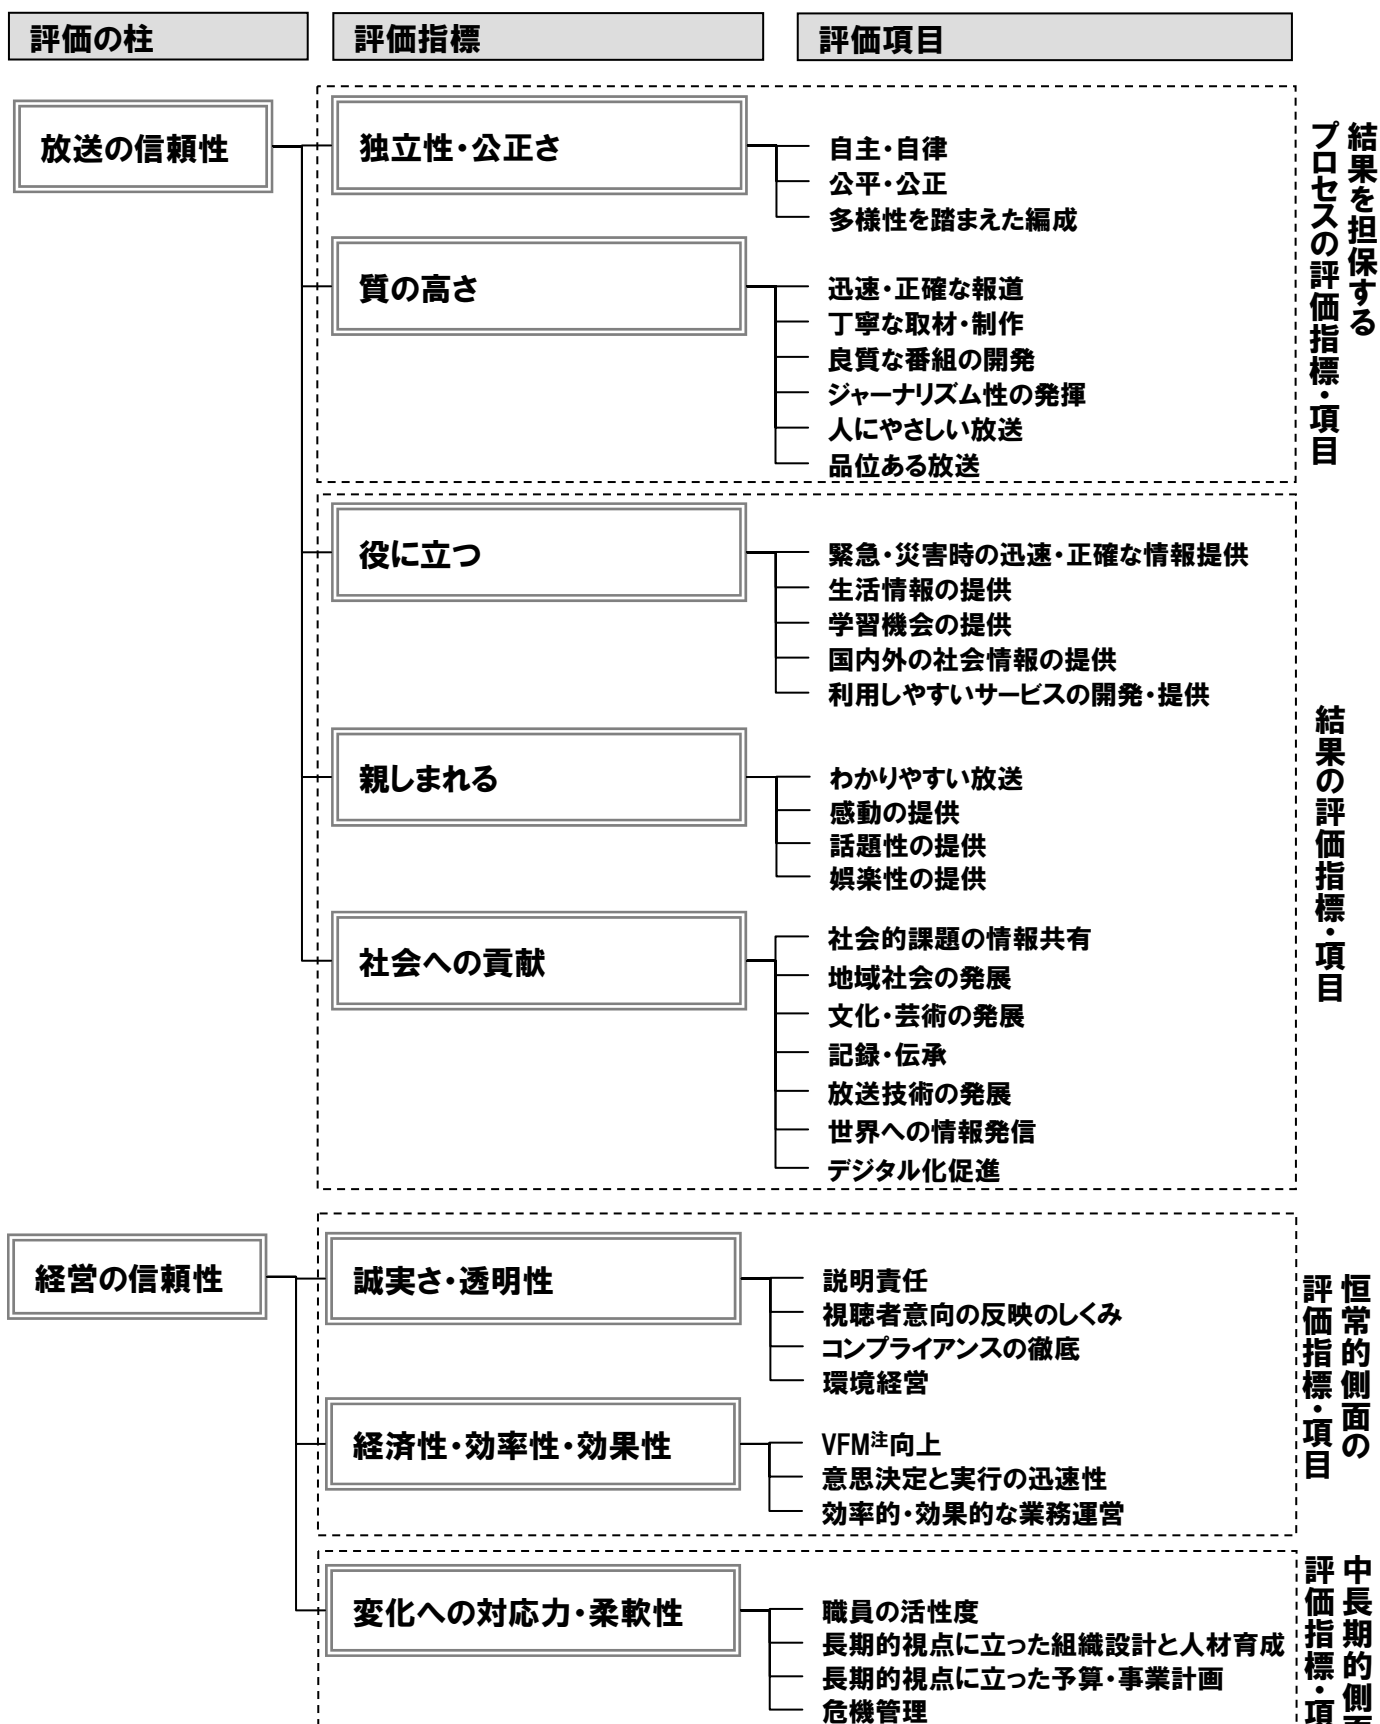 評価の柱
評価指標
評価項目
放送の信頼性
独立性・公正さ
自主・自律
公平・公正
多様性を踏まえた編成
質の高さ
迅速・正確な報道
丁寧な取材・制作
良質な番組の開発
ジャーナリズム性の発揮
人にやさしい放送
品位ある放送
結果を担保する
プロセスの評価指標・項目
役に立つ
緊急・災害時の迅速・正確な情報提供
生活情報の提供
学習機会の提供
国内外の社会情報の提供
利用しやすいサービスの開発・提供
親しまれる
わかりやすい放送
感動の提供
話題性の提供
娯楽性の提供
社会への貢献
社会的課題の情報共有
地域社会の発展
文化・芸術の発展
記録・伝承
放送技術の発展
世界への情報発信
デジタル化促進
結果の評価指標・項目
経営の信頼性
誠実さ・透明性
説明責任
視聴者意向の反映のしくみ
コンプライアンスの徹底
環境経営
経済性・効率性・効果性
VFM注向上
意思決定と実行の迅速性
効率的・効果的な業務運営
恒常的側面の
評価指標・項目
変化への対応力・柔軟性
職員の活性度
長期的視点に立った組織設計と人材育成
長期的視点に立った予算・事業計画
危機管理
中長期的側
評価指標・項